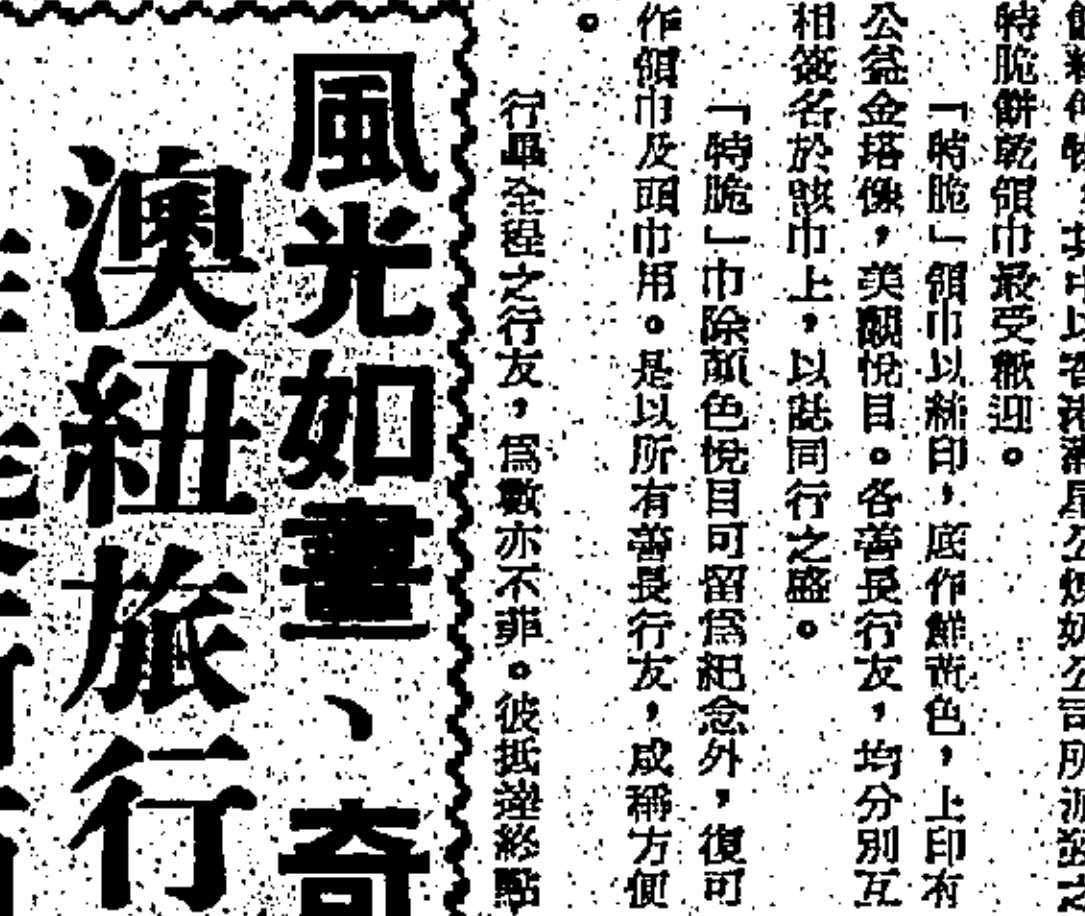 特脆餅乾領巾最受歡迎。
「特脆」領巾以絲印，底作鮮黃色，上印有
公益金塔像，美觀悅目。各善長行友，均分別互
相簽名於該巾上，以誌同行之盛。
「特脆」巾除顏色悅目可留爲紀念外，復可
作領巾及頭巾用。是以所有善長行友，咸稱方便
。
行畢全程之行友，爲數亦不菲。彼抵達終點
風光如畫、奇
澳紐旅行